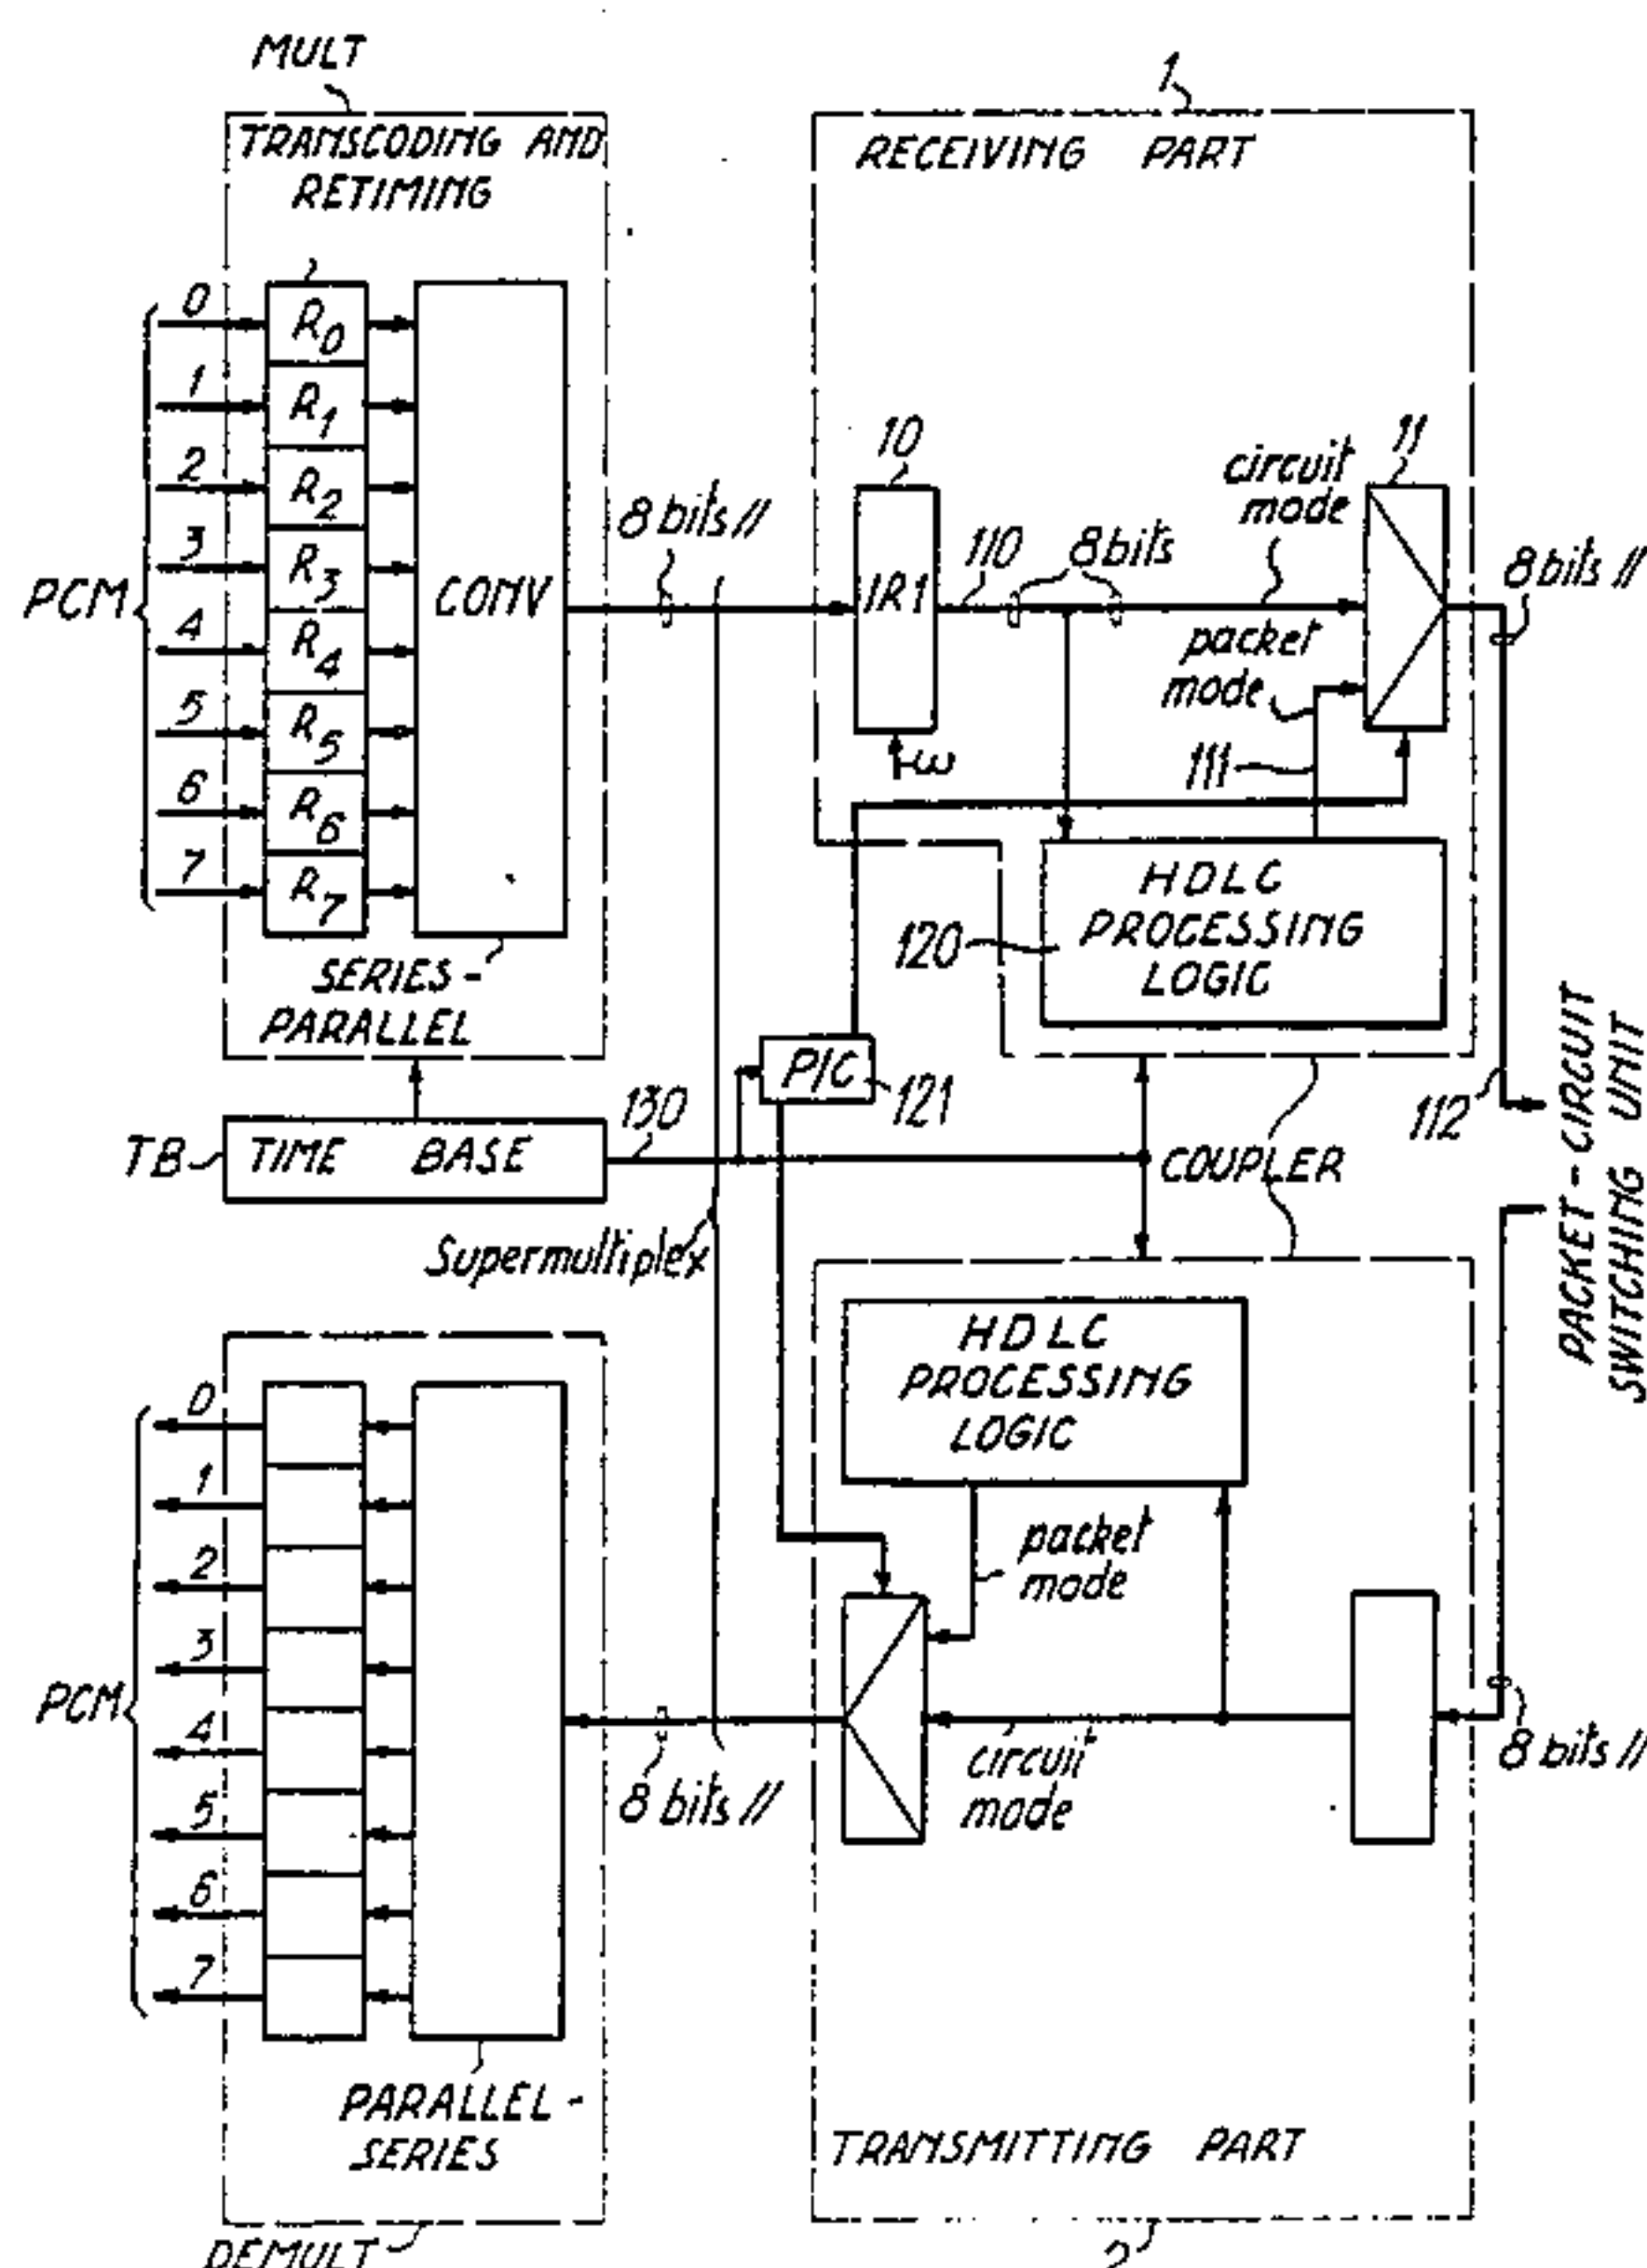 MULT
TRANSCODING AND
RETIMING
1
RECEIVING PART
PCM
0
1
2
3
4
5
6
7
R0
R1
R2
R3
R4
R5
R6
R7
CONV
SERIES-
PARALLEL
8 bits //
10
IR1
ω
110
8 bits
circuit
mode
11
packet
mode
111
8 bits //
HDLC
PROCESSING
LOGIC
120
P/C
121
TB
TIME BASE
130
COUPLER
112
PACKET-CIRCUIT
SWITCHING UNIT
Supermultiplex
HDLC
PROCESSING
LOGIC
packet
mode
circuit
mode
8 bits //
8 bits //
PCM
0
1
2
3
4
5
6
7
PARALLEL-
SERIES
TRANSMITTING PART
DEMULT
2